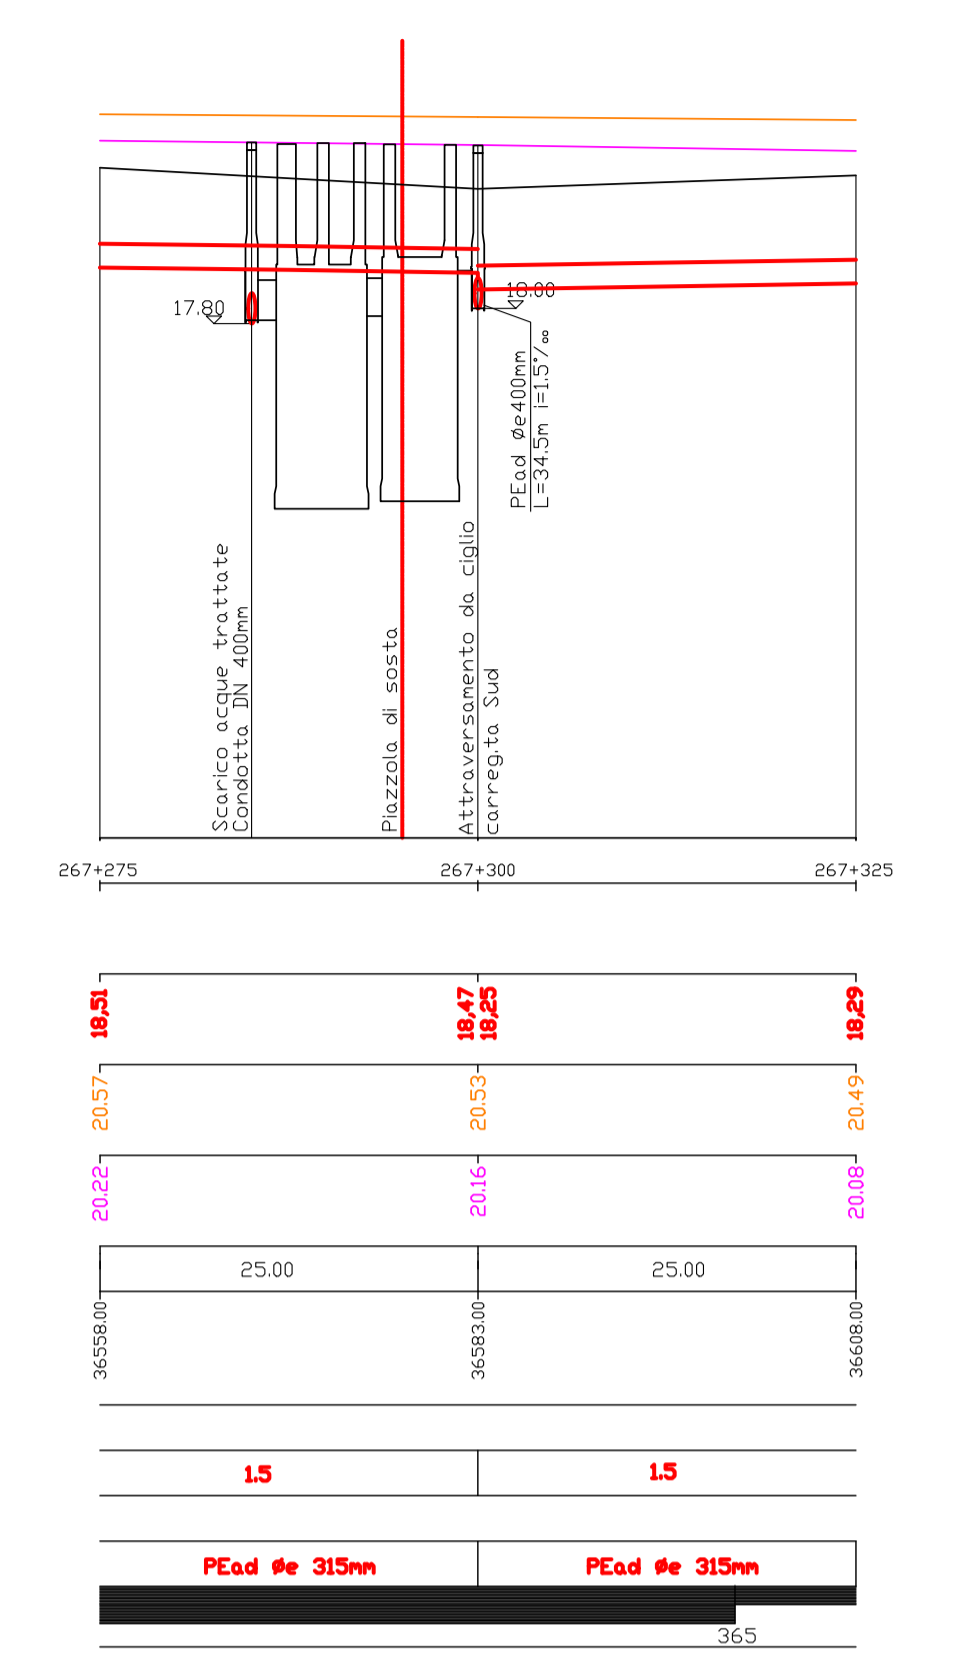 17.80
18.00
PEad øe400mm
L=34.5m i=1.5°/oo
Scarico acque trattate
Condotta DN 400mm
Piazzola di sosta
Attraversamento da ciglio
carreg.ta Sud
267+275
267+300
267+325
18,51
18,47
18,25
18,29
20.57
20.53
20.49
20.22
20.16
20.08
25.00
25.00
36558.00
36583.00
36608.00
1.5
1.5
PEad Øe 315mm
PEad Øe 315mm
365